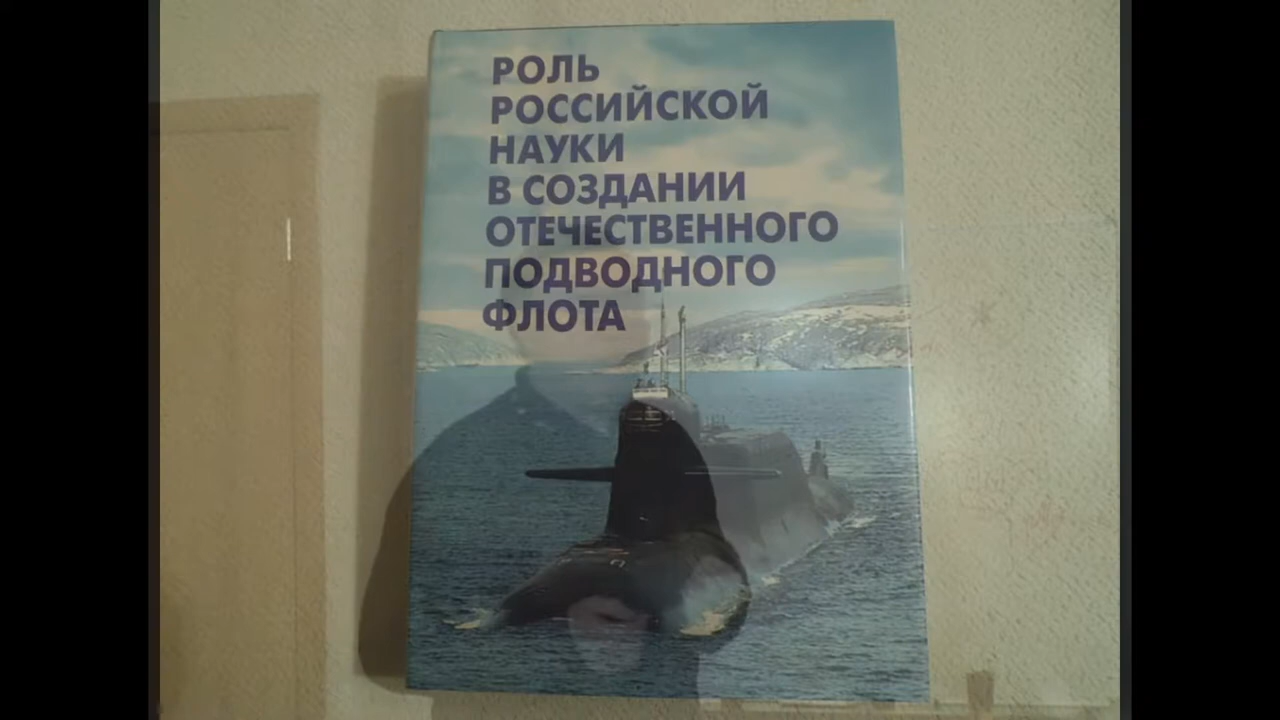 РОЛЬ
РОССИЙСКОЙ
НАУКИ
В СОЗДАНИИ
ОТЕЧЕСТВЕННОГО
ПОДВОДНОГО
ФЛОТА